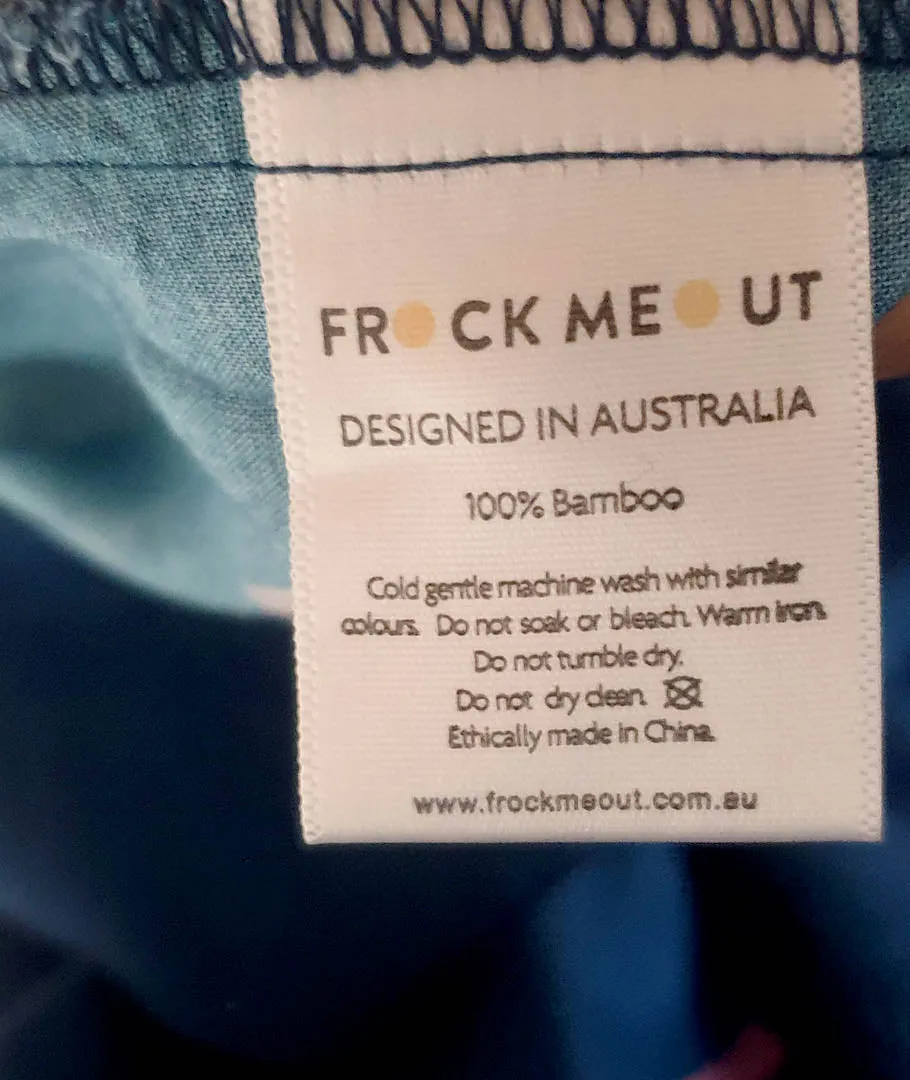 FROCK ME OUT
DESIGNED IN AUSTRALIA
100% Bamboo
Cold gentle machine wash with similar
colours. Do not soak or bleach. Warm iron.
Do not tumble dry.
Do not dry clean.
Ethically made in China.
www.frockmeout.com.au